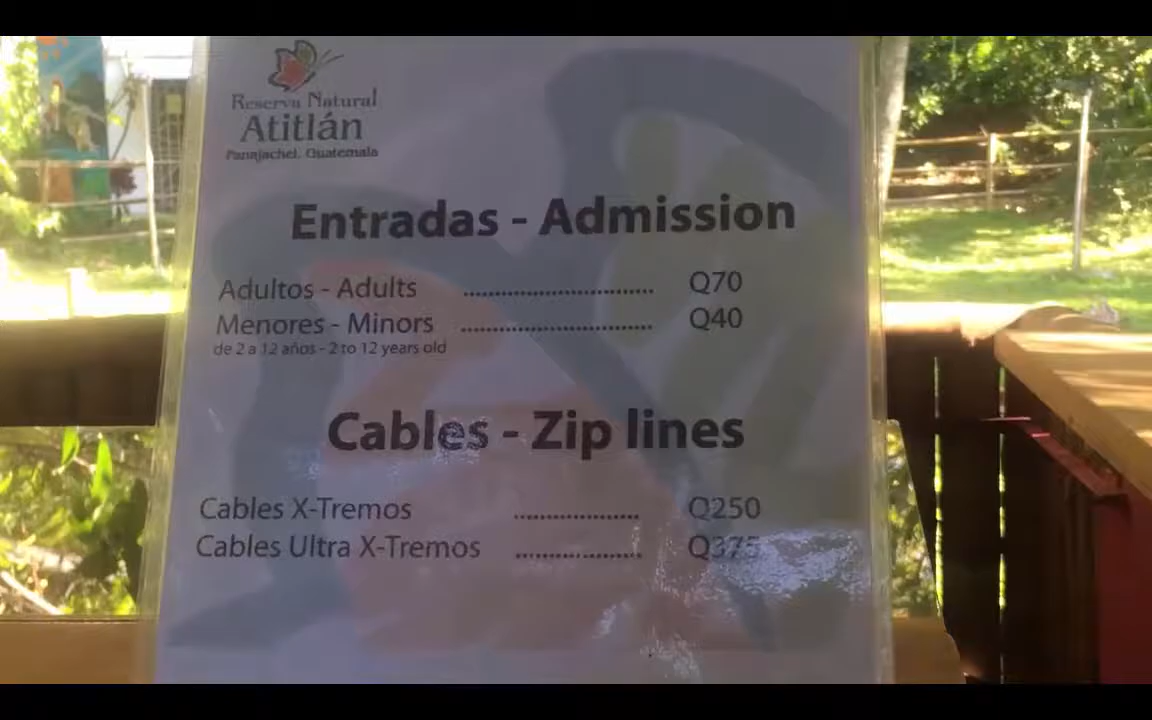 Reserva Natural
Atitlán
Panajachel, Guatemala
Entradas - Admission
Adultos - Adults ............................... Q70
Menores - Minors ............................... Q40
de 2 a 12 años - 2 to 12 years old
Cables - Zip lines
Cables X-Tremos .................... Q250
Cables Ultra X-Tremos .................... Q375